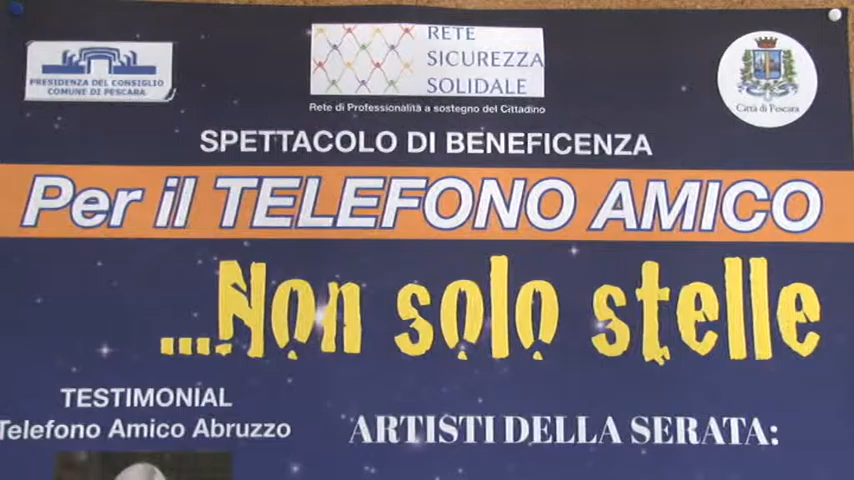 PRESIDENZA DEL CONSIGLIO
COMUNE DI PESCARA
RETE
SICUREZZA
SOLIDALE
Rete di Professionalità a sostegno del Cittadino
Città di Pescara
SPETTACOLO DI BENEFICENZA
Per il TELEFONO AMICO
...Non solo stelle
TESTIMONIAL
Telefono Amico Abruzzo
ARTISTI DELLA SERATA: